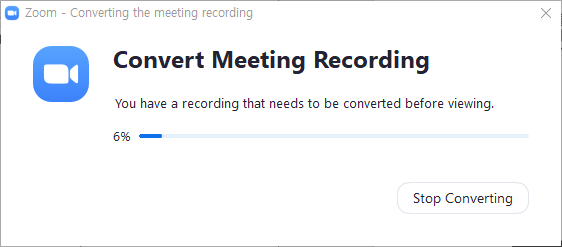 Zoom - Converting the meeting recording
Convert Meeting Recording
You have a recording that needs to be converted before viewing.
6%
Stop Converting